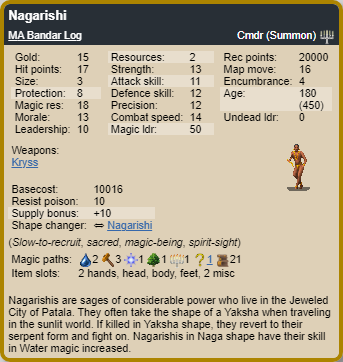 Nagarishi
MA Bandar Log Cmdr (Summon)
Gold: 15 Resources: 2 Rec points: 20000
Hit points: 17 Strength: 13 Map move: 16
Size: 3 Attack skill: 11 Encumbrance: 4
Protection: 8 Defence skill: 12 Age: 180
Magic res: 18 Precision: 12 (450)
Morale: 13 Combat speed: 14 Undead ldr: 0
Leadership: 10 Magic ldr: 50
Weapons:
Kryss
Basecost: 10016
Resist poison: 10
Supply bonus: +10
Shape changer: ⇔ Nagarishi
(Slow-to-recruit, sacred, magic-being, spirit-sight)
Magic paths: 2 3 1 1 1 ?1 21
Item slots: 2 hands, head, body, feet, 2 misc
Nagarishis are sages of considerable power who live in the Jeweled
City of Patala. They often take the shape of a Yaksha when traveling
in the sunlit world. If killed in Yaksha shape, they revert to their
serpent form and fight on. Nagarishis in Naga shape have their skill
in Water magic increased.